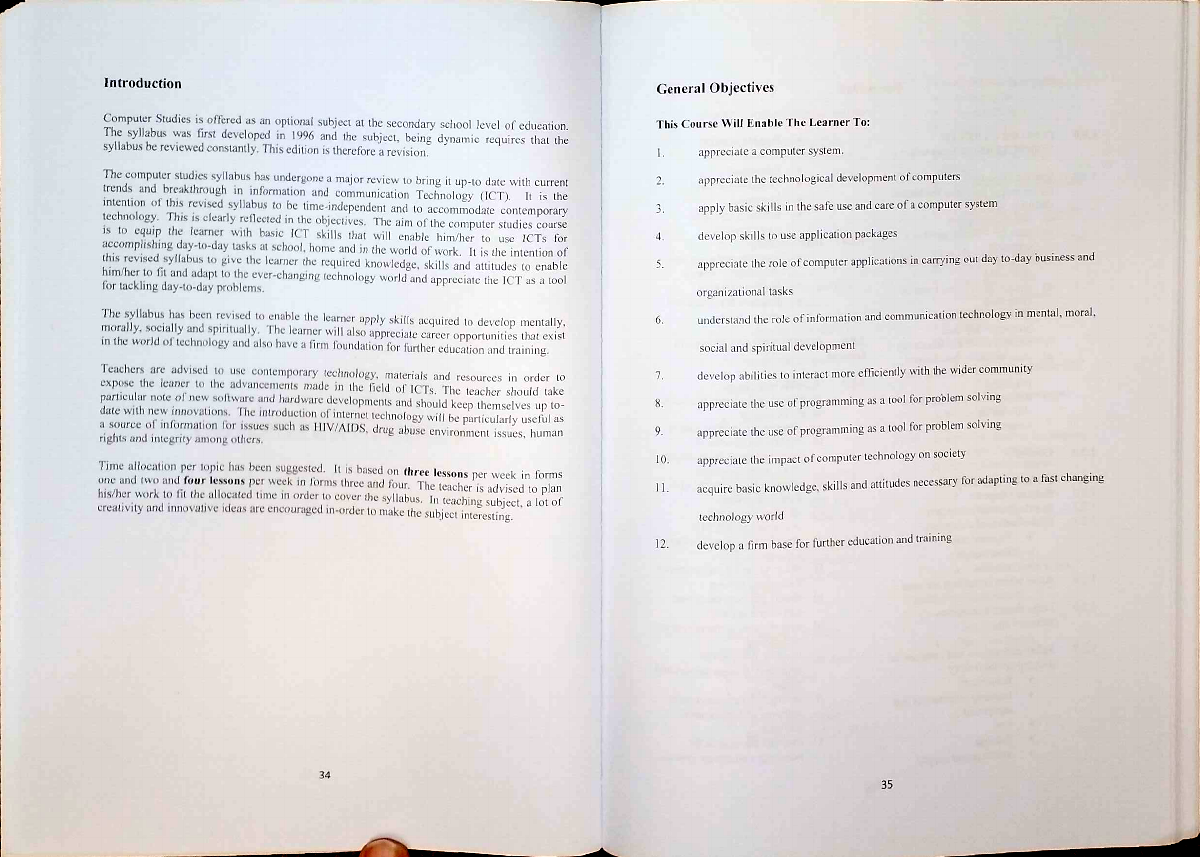 Introduction
Computer Studies is offered as an optional subject at the secondary school level of education.
The syllabus was first developed in 1996 and the subject, being dynamic requires that the
syllabus be reviewed constantly. This edition is therefore a revision.
The computer studies syllabus has undergone a major review to bring it up-to date with current
trends and breakthrough in information and communication Technology (ICT). It is the
intention of this revised syllabus to be time-independent and to accommodate contemporary
technology. This is clearly reflected in the objectives. The aim of the computer studies course
is to equip the learner with basic ICT skills that will enable him/her to use ICTs for
accomplishing day-to-day tasks at school, home and in the world of work. It is the intention of
this revised syllabus to give the learner the required knowledge, skills and attitudes to enable
him/her to fit and adapt to the ever-changing technology world and appreciate the ICT as a tool
for tackling day-to-day problems.
The syllabus has been revised to enable the learner apply skills acquired to develop mentally,
morally, socially and spiritually. The learner will also appreciate career opportunities that exist
in the world of technology and also have a firm foundation for further education and training.
Teachers are advised to use contemporary technology, materials and resources in order to
expose the leaner to the advancements made in the field of ICTs. The teacher should take
particular note of new software and hardware developments and should keep themselves up to-
date with new innovations. The introduction of internet technology will be particularly useful as
a source of information for issues such as HIV/AIDS, drug abuse environment issues, human
rights and integrity among others.
Time allocation per topic has been suggested. It is based on three lessons per week in forms
one and two and four lessons per week in forms three and four. The teacher is advised to plan
his/her work to fit the allocated time in order to cover the syllabus. In teaching subject, a lot of
creativity and innovative ideas are encouraged in-order to make the subject interesting.
34
General Objectives
This Course Will Enable The Learner To:
1. appreciate a computer system.
2. appreciate the technological development of computers
3. apply basic skills in the safe use and care of a computer system
4. develop skills to use application packages
5. appreciate the role of computer applications in carrying out day to-day business and
organizational tasks
6. understand the role of information and communication technology in mental, moral,
social and spiritual development
7. develop abilities to interact more efficiently with the wider community
8. appreciate the use of programming as a tool for problem solving
9. appreciate the use of programming as a tool for problem solving
10. appreciate the impact of computer technology on society
11. acquire basic knowledge, skills and attitudes necessary for adapting to a fast changing
technology world
12. develop a firm base for further education and training
35